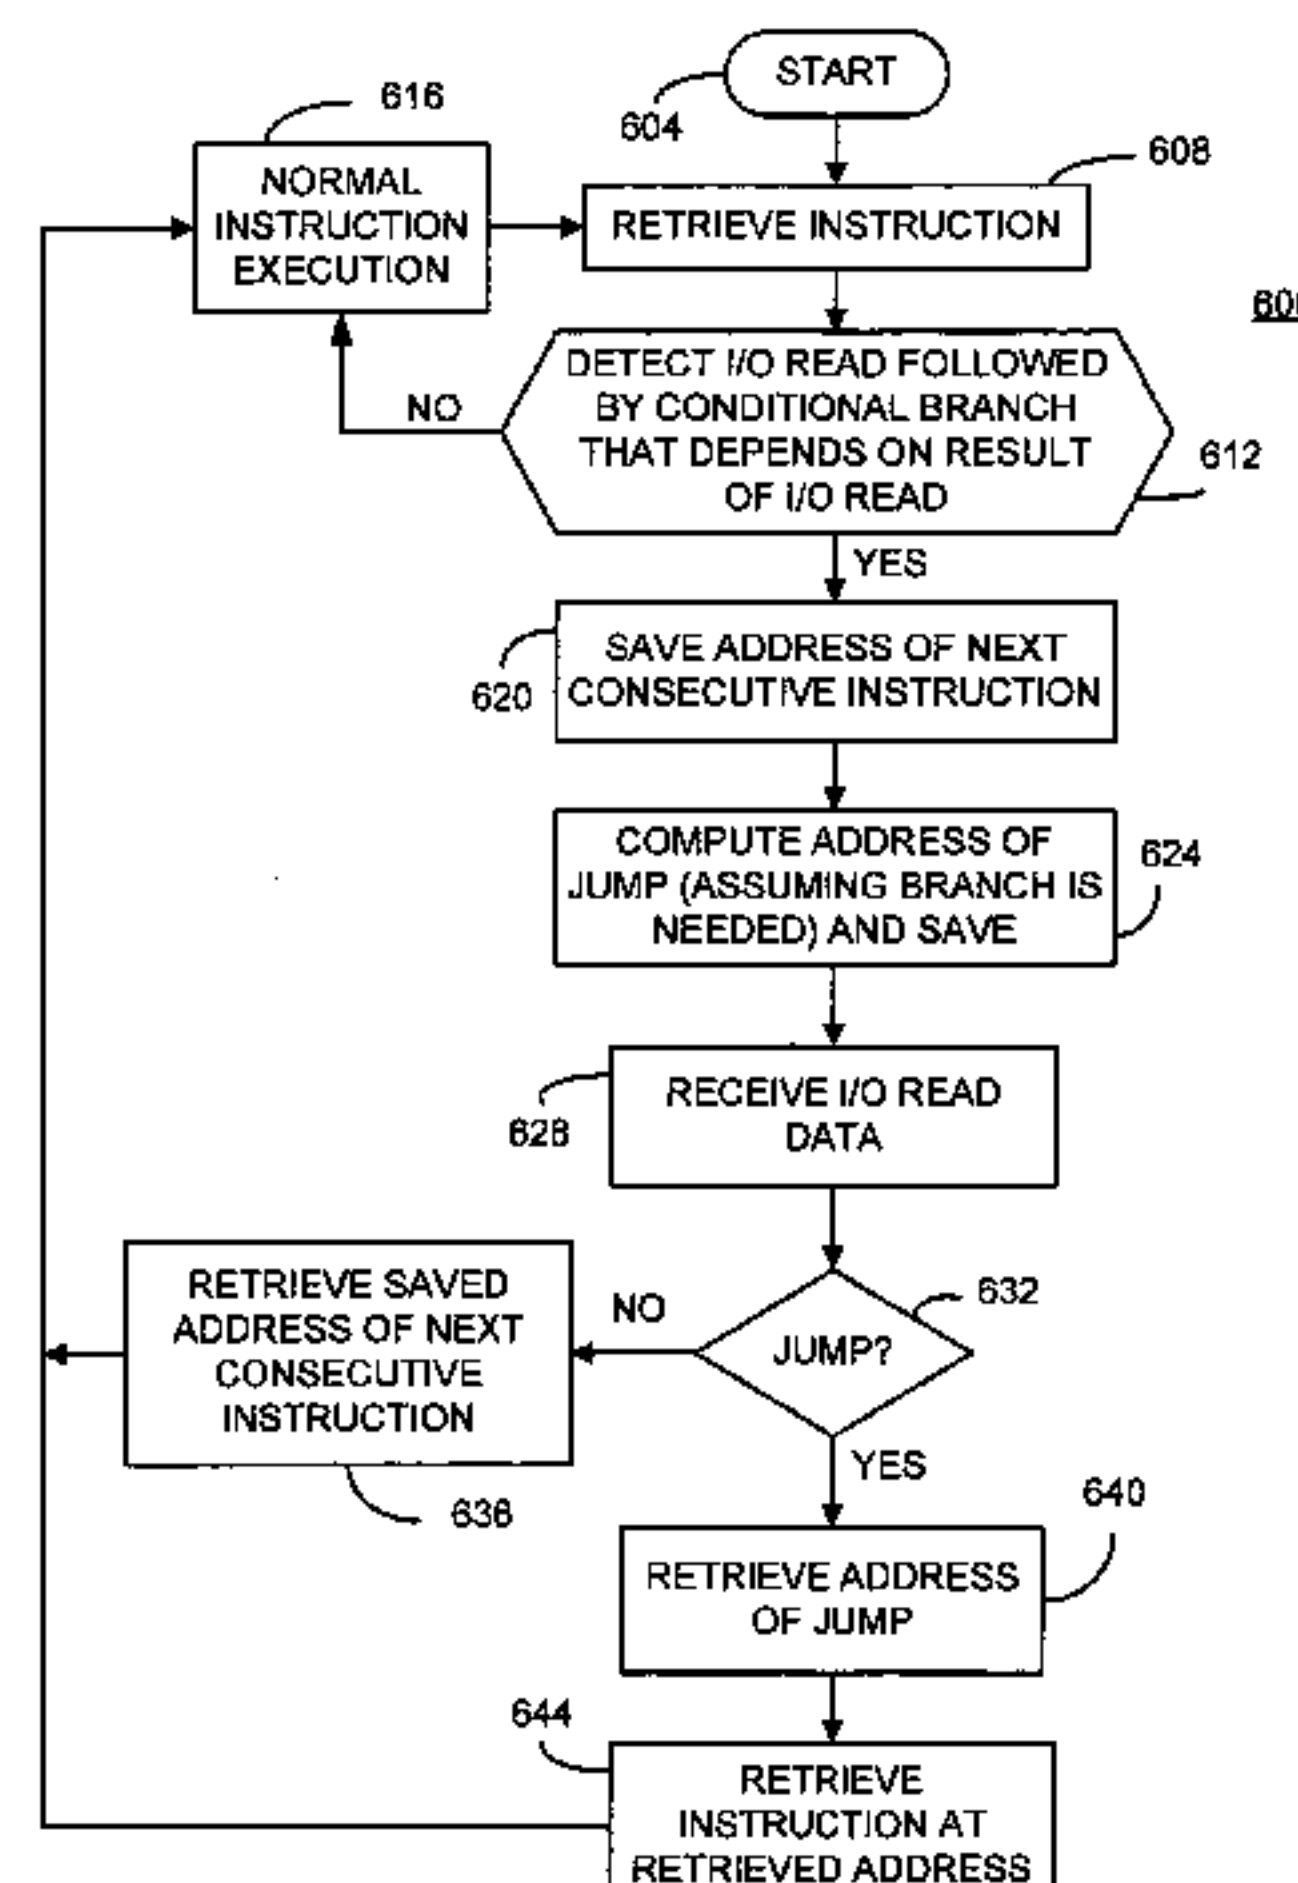 START
604
616
608
NORMAL
INSTRUCTION
EXECUTION
RETRIEVE INSTRUCTION
DETECT I/O READ FOLLOWED
BY CONDITIONAL BRANCH
THAT DEPENDS ON RESULT
OF I/O READ
NO
612
YES
SAVE ADDRESS OF NEXT
CONSECUTIVE INSTRUCTION
620
COMPUTE ADDRESS OF
JUMP (ASSUMING BRANCH IS
NEEDED) AND SAVE
624
RECEIVE I/O READ
DATA
628
JUMP?
632
NO
RETRIEVE SAVED
ADDRESS OF NEXT
CONSECUTIVE
INSTRUCTION
636
YES
640
RETRIEVE ADDRESS
OF JUMP
644
RETRIEVE
INSTRUCTION AT
RETRIEVED ADDRESS